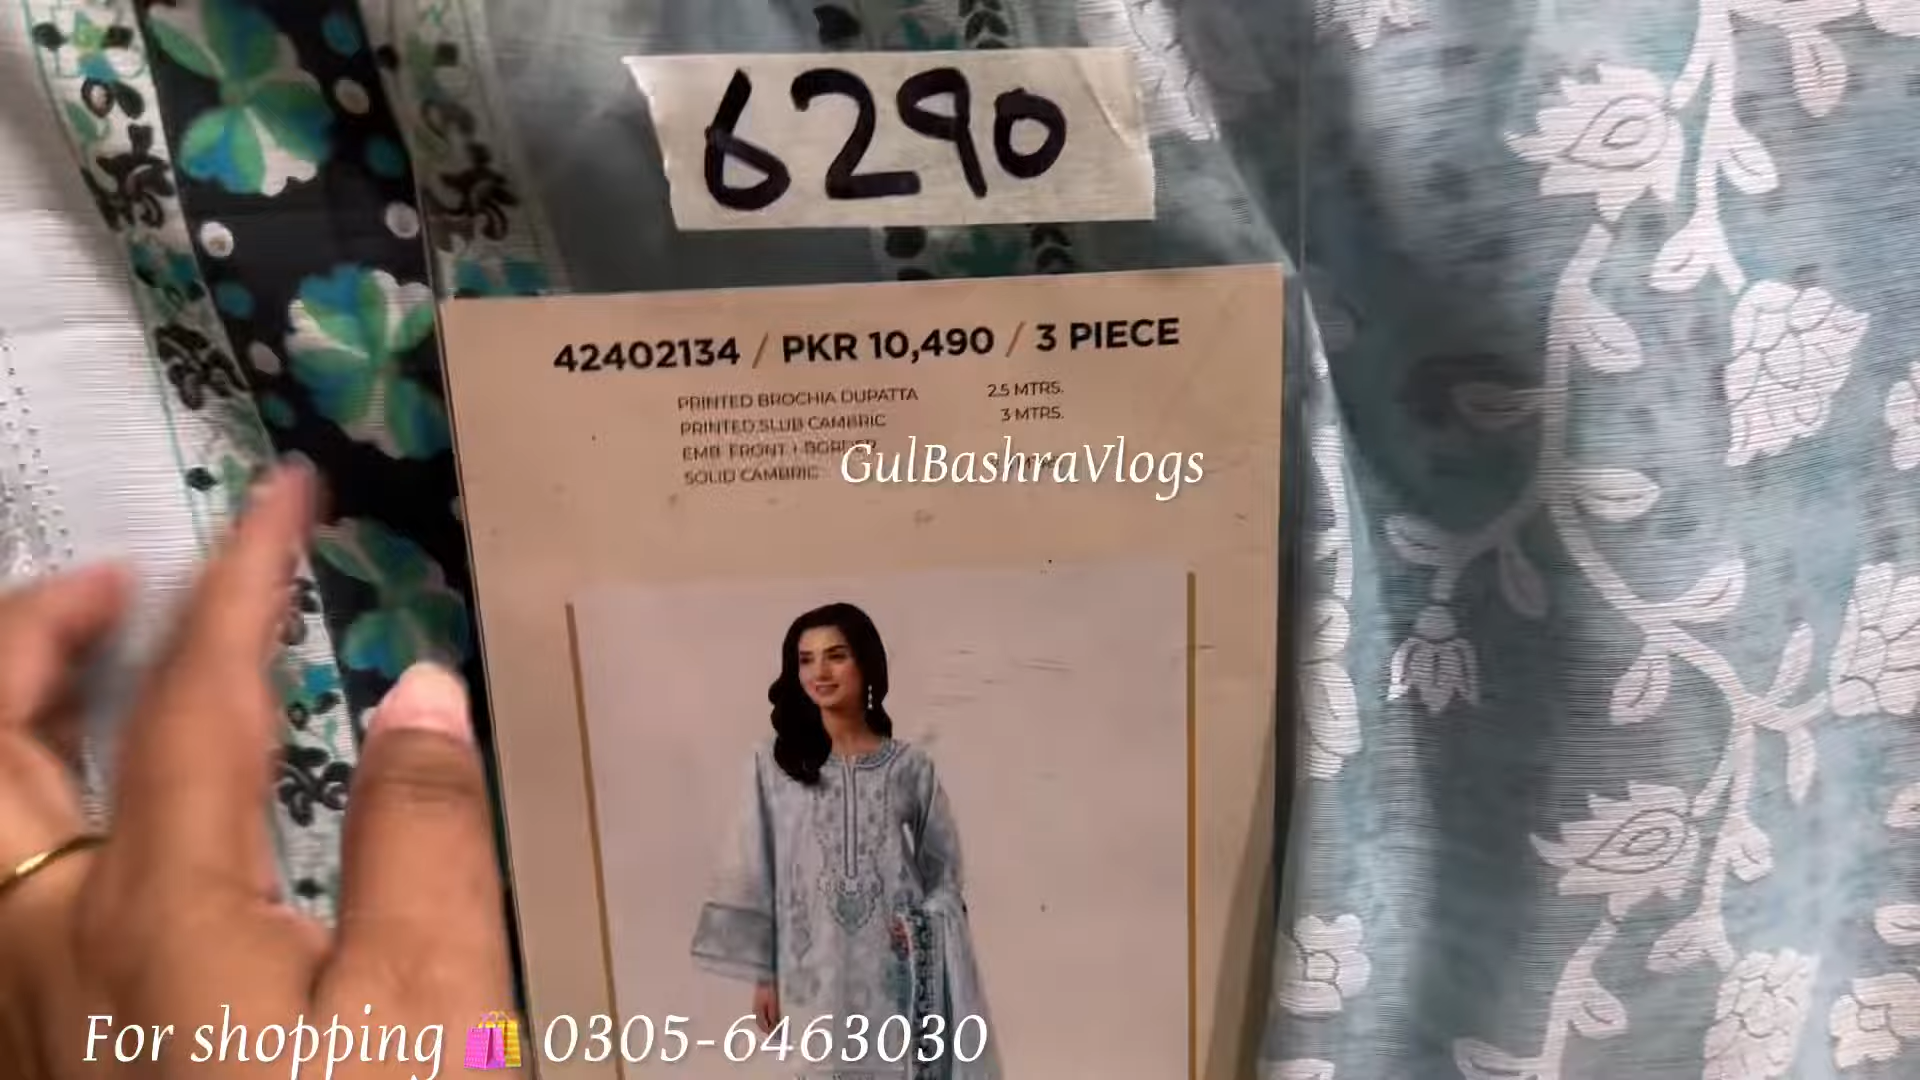 6290
42402134 / PKR 10,490 / 3 PIECE
PRINTED BROCHIA DUPATTA 2.5 MTRS.
PRINTED SLUB CAMBRIC 3 MTRS.
EMB. FRONT + BORDER
SOLID CAMBRIC
GulBashraVlogs
For shopping 🛍️ 0305-6463030